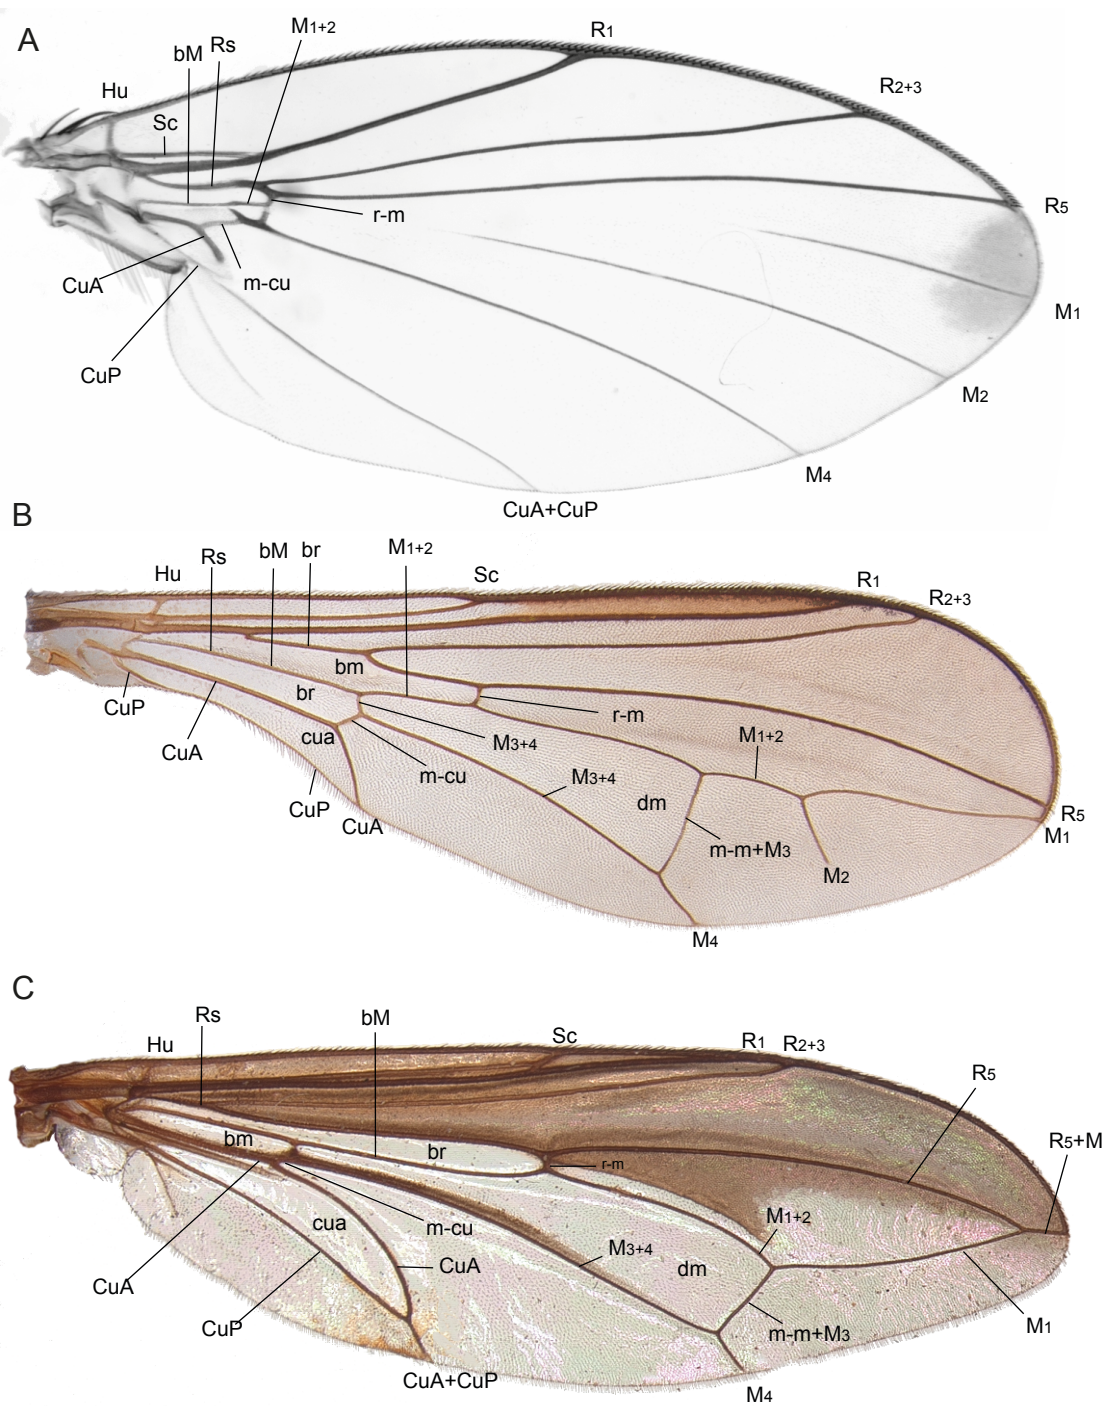 A
M1+2
R1
Rs
bM
R2+3
Hu
Sc
R5
r-m
CuA
m-cu
M1
CuP
M2
M4
CuA+CuP
B
M1+2
bM
br
Rs
Hu
Sc
R1
R2+3
bm
br
CuP
r-m
cua
M3+4
M1+2
CuA
m-cu
M3+4
dm
CuP
R5
CuA
M1
m-m+M3
M2
M4
C
Rs
bM
Hu
Sc
R1
R2+3
R5
bm
br
R5+M
r-m
cua
m-cu
M1+2
M3+4
CuA
dm
CuA
CuP
m-m+M3
M1
CuA+CuP
M4